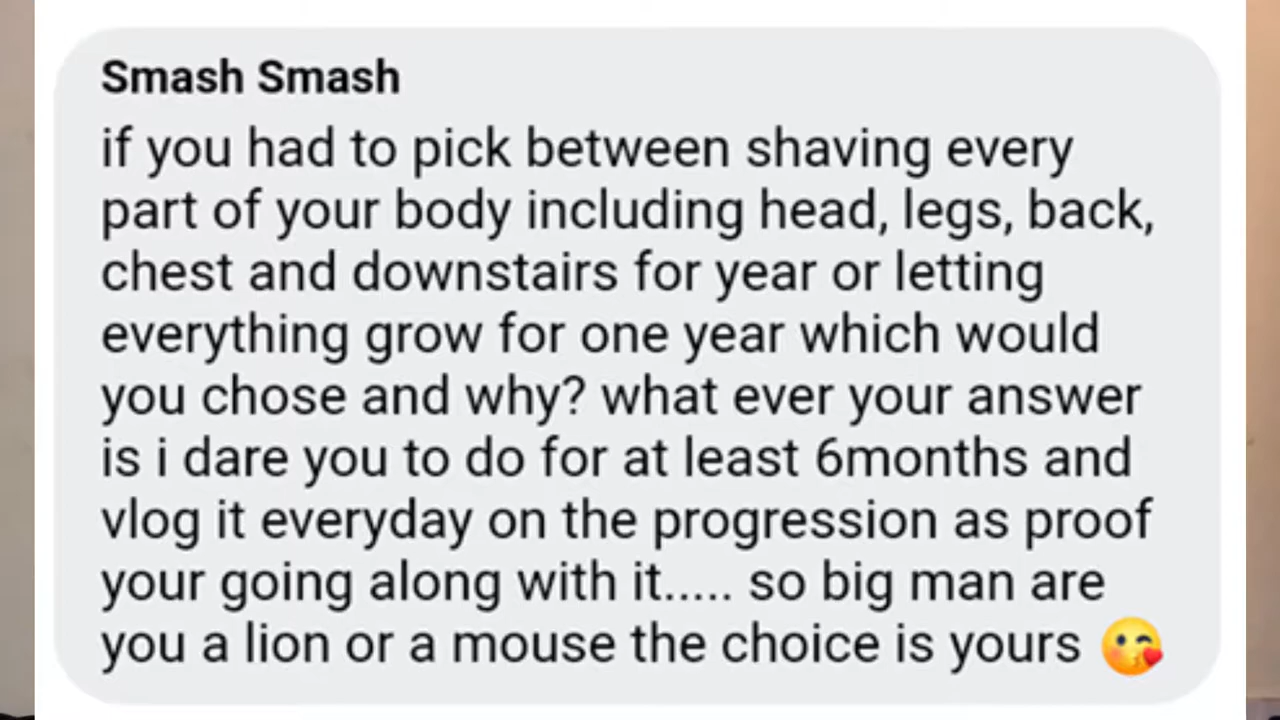 Smash Smash
if you had to pick between shaving every
part of your body including head, legs, back,
chest and downstairs for year or letting
everything grow for one year which would
you chose and why? what ever your answer
is i dare you to do for at least 6months and
vlog it everyday on the progression as proof
your going along with it..... so big man are
you a lion or a mouse the choice is yours 😘